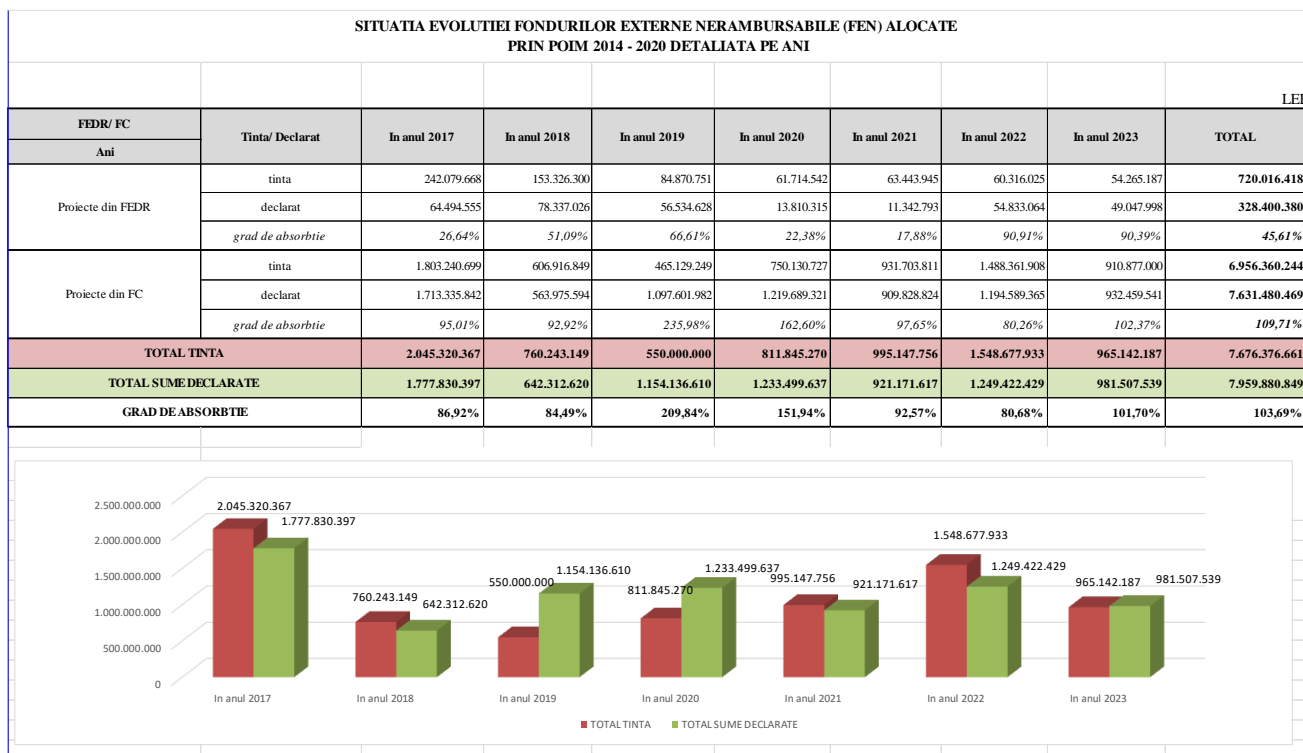 SITUATIA EVOLUTIEI FONDURILOR EXTERNE NERAMBURSABILE (FEN) ALOCATE
PRIN POIM 2014 - 2020 DETALIATA PE ANI
LEI
FEDR/ FC Tinta/ Declarat In anul 2017 In anul 2018 In anul 2019 In anul 2020 In anul 2021 In anul 2022 In anul 2023 TOTAL
Ani
Proiecte din FEDR
tinta 242.079.668 153.326.300 84.870.751 61.714.542 63.443.945 60.316.025 54.265.187 720.016.418
declarat 64.494.555 78.337.026 56.534.628 13.810.315 11.342.793 54.833.064 49.047.998 328.400.380
grad de absorbtie 26,64% 51,09% 66,61% 22,38% 17,88% 90,91% 90,39% 45,61%
Proiecte din FC
tinta 1.803.240.699 606.916.849 465.129.249 750.130.727 931.703.811 1.488.361.908 910.877.000 6.956.360.244
declarat 1.713.335.842 563.975.594 1.097.601.982 1.219.689.321 909.828.824 1.194.589.365 932.459.541 7.631.480.469
grad de absorbtie 95,01% 92,92% 235,98% 162,60% 97,65% 80,26% 102,37% 109,71%
TOTAL TINTA 2.045.320.367 760.243.149 550.000.000 811.845.270 995.147.756 1.548.677.933 965.142.187 7.676.376.661
TOTAL SUME DECLARATE 1.777.830.397 642.312.620 1.154.136.610 1.233.499.637 921.171.617 1.249.422.429 981.507.539 7.959.880.849
GRAD DE ABSORBTIE 86,92% 84,49% 209,84% 151,94% 92,57% 80,68% 101,70% 103,69%
2.500.000.000
2.000.000.000
1.500.000.000
1.000.000.000
500.000.000
0
2.045.320.367 1.777.830.397
760.243.149 642.312.620
550.000.000 1.154.136.610
811.845.270 1.233.499.637
995.147.756 921.171.617
1.548.677.933 1.249.422.429
965.142.187 981.507.539
In anul 2017 In anul 2018 In anul 2019 In anul 2020 In anul 2021 In anul 2022 In anul 2023
TOTAL TINTA TOTAL SUME DECLARATE